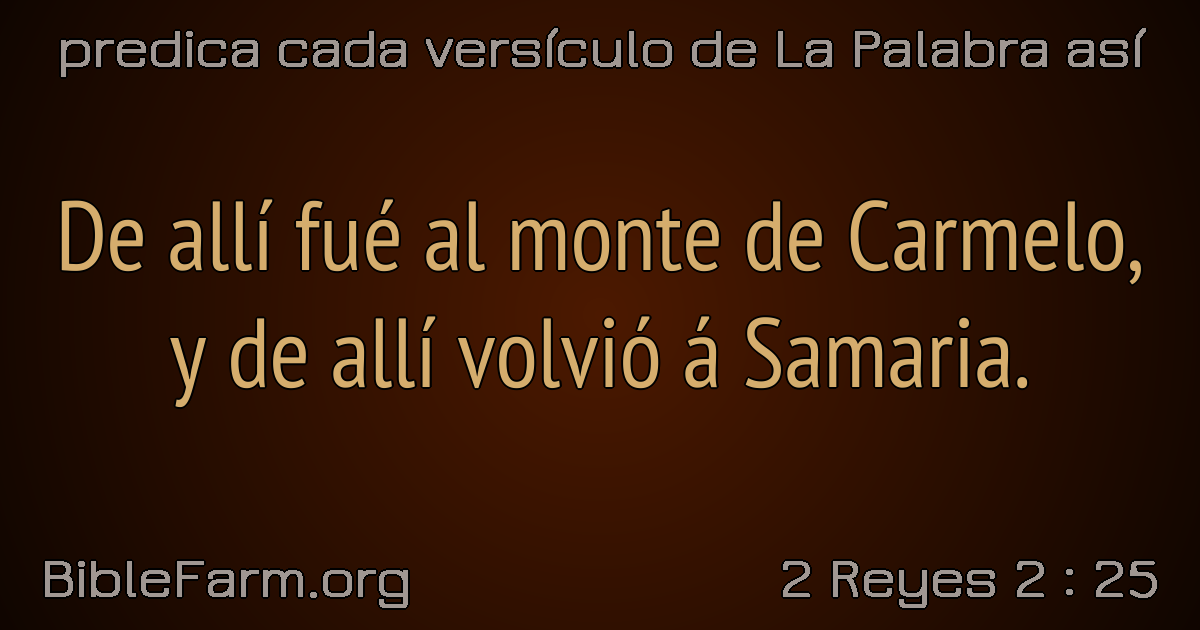 predica cada versículo de La Palabra así
De allí fué al monte de Carmelo,
y de allí volvió á Samaria.
BibleFarm.org
2 Reyes 2 : 25